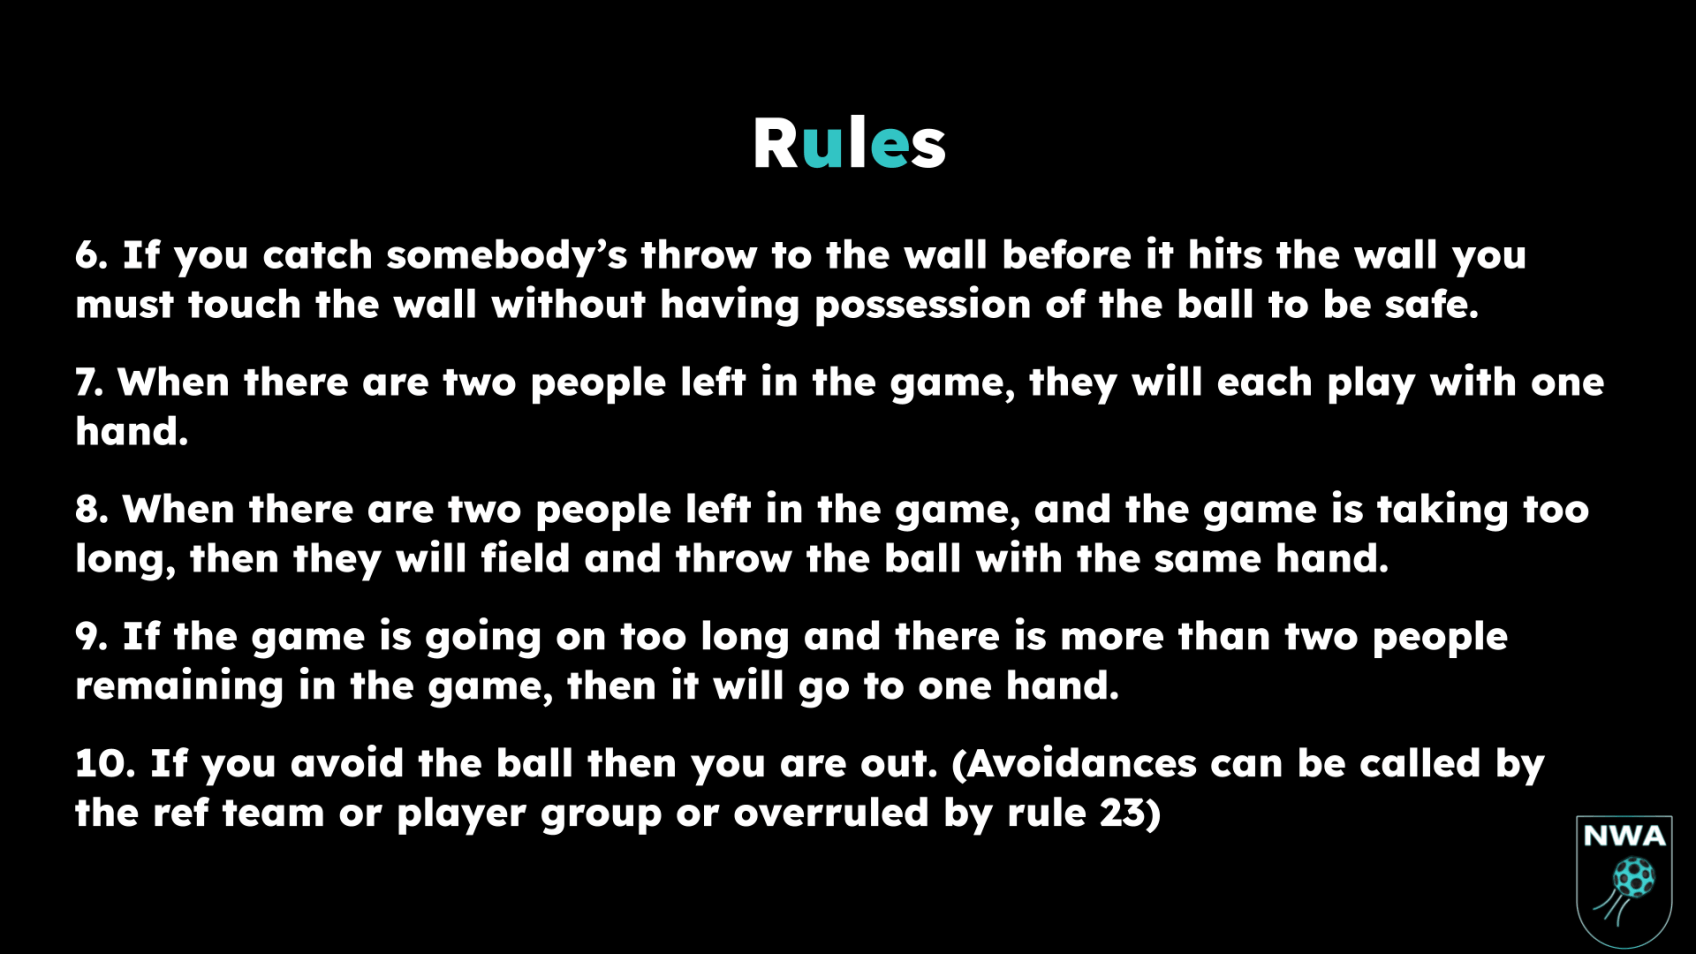 Rules
6. If you catch somebody’s throw to the wall before it hits the wall you
must touch the wall without having possession of the ball to be safe.
7. When there are two people left in the game, they will each play with one
hand.
8. When there are two people left in the game, and the game is taking too
long, then they will field and throw the ball with the same hand.
9. If the game is going on too long and there is more than two people
remaining in the game, then it will go to one hand.
10. If you avoid the ball then you are out. (Avoidances can be called by
the ref team or player group or overruled by rule 23)
NWA